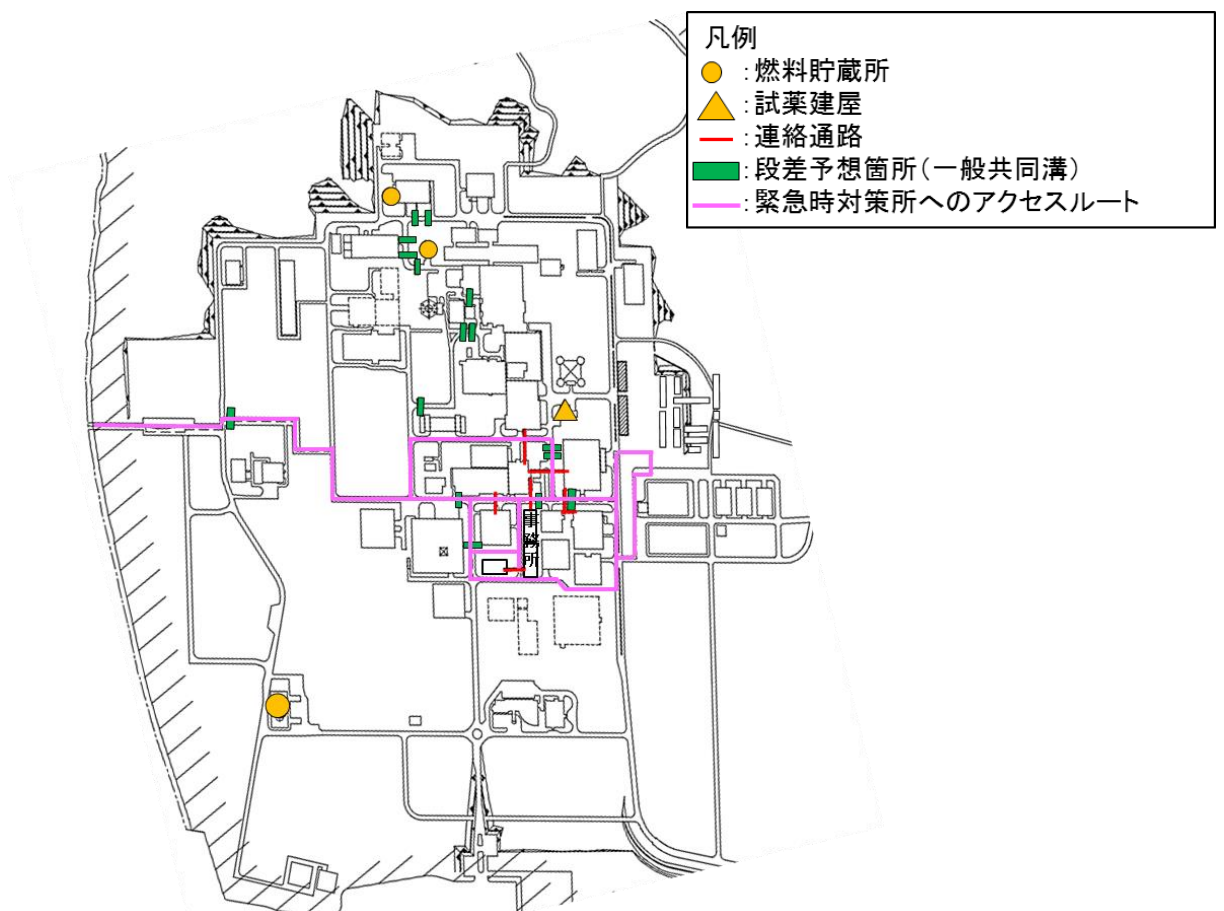 凡例
：燃料貯蔵所
：試薬建屋
：連絡通路
：段差予想箇所（一般共同溝）
：緊急時対策所へのアクセスルート
事務所